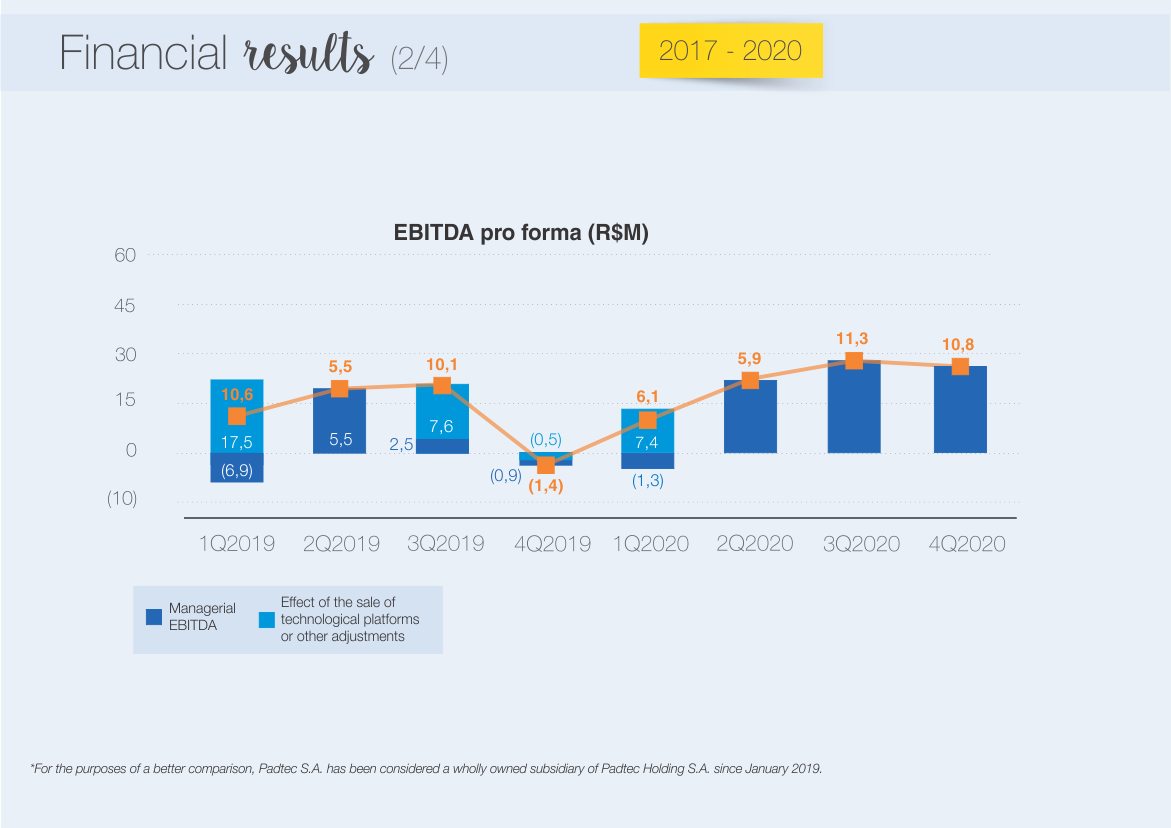 Financial results (2/4)
2017 - 2020
EBITDA pro forma (R$M)
60
45
30
15
0
(10)
10,6
17,5
(6,9)
5,5
5,5
10,1
7,6
2,5
(0,5)
(0,9)
(1,4)
6,1
7,4
(1,3)
5,9
11,3
10,8
1Q2019 2Q2019 3Q2019 4Q2019 1Q2020 2Q2020 3Q2020 4Q2020
Managerial
EBITDA
Effect of the sale of
technological platforms
or other adjustments
*For the purposes of a better comparison, Padtec S.A. has been considered a wholly owned subsidiary of Padtec Holding S.A. since January 2019.